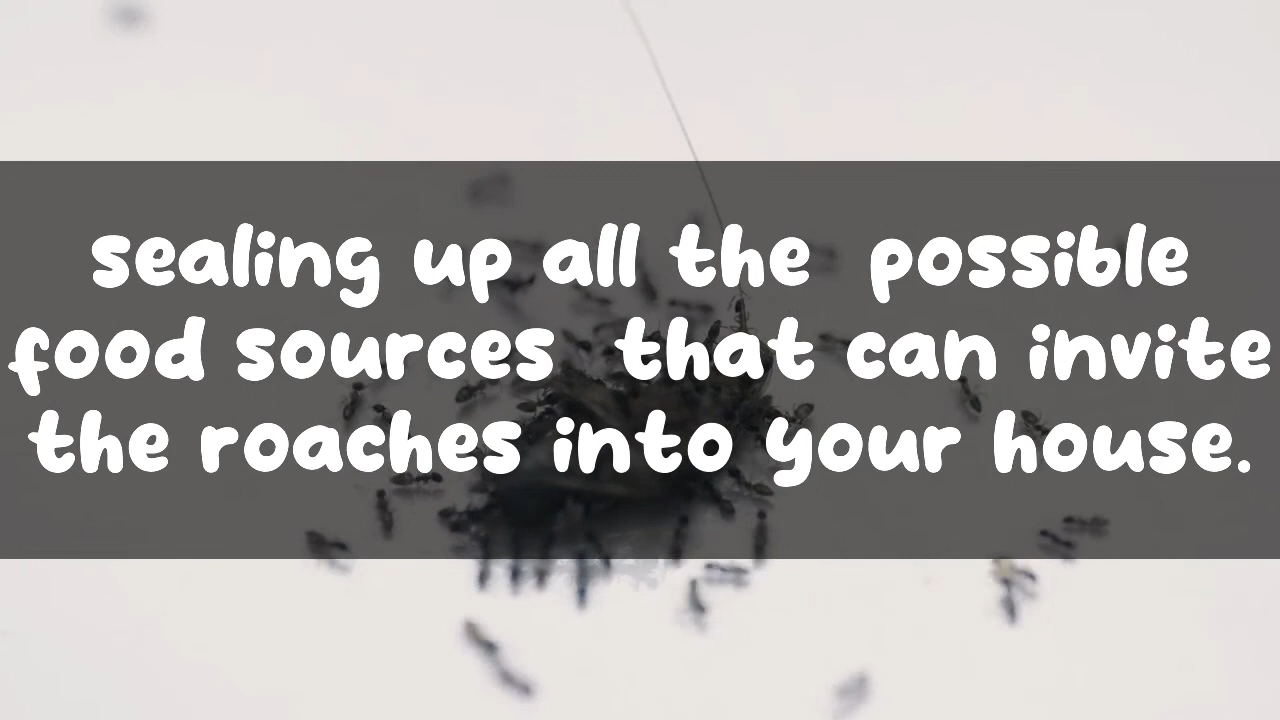 sealing up all the  possible
food sources  that can invite
the roaches into your house.